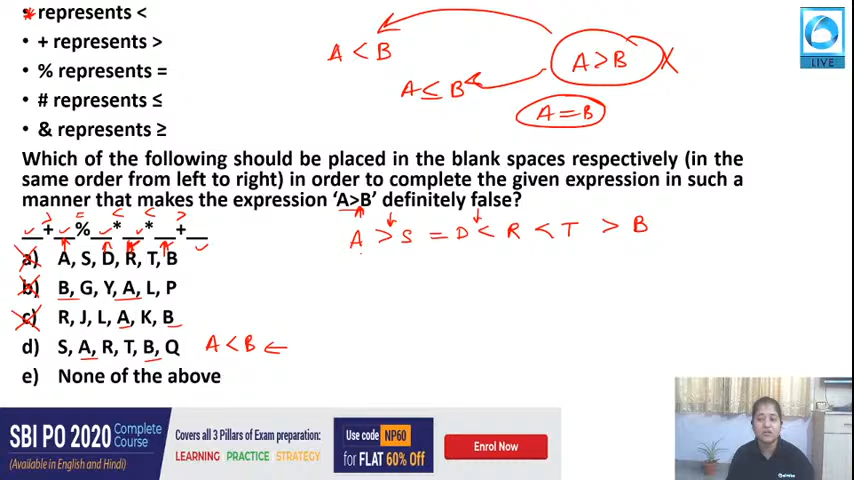 * represents <
• + represents >
• % represents =
• # represents ≤
• & represents ≥
A < B
A > B
A ≤ B
A = B
LIVE
Which of the following should be placed in the blank spaces respectively (in the
same order from left to right) in order to complete the given expression in such a
manner that makes the expression 'A>B' definitely false?
> = < < >
__+__%__*__*__+__
A > S = D < R < T > B
a) A, S, D, R, T, B
b) B, G, Y, A, L, P
c) R, J, L, A, K, B
d) S, A, R, T, B, Q A < B ←
e) None of the above
SBI PO 2020 Complete Course
(Available in English and Hindi)
Covers all 3 Pillars of Exam preparation:
LEARNING PRACTICE STRATEGY
Use code NP60
for FLAT 60% Off
Enrol Now